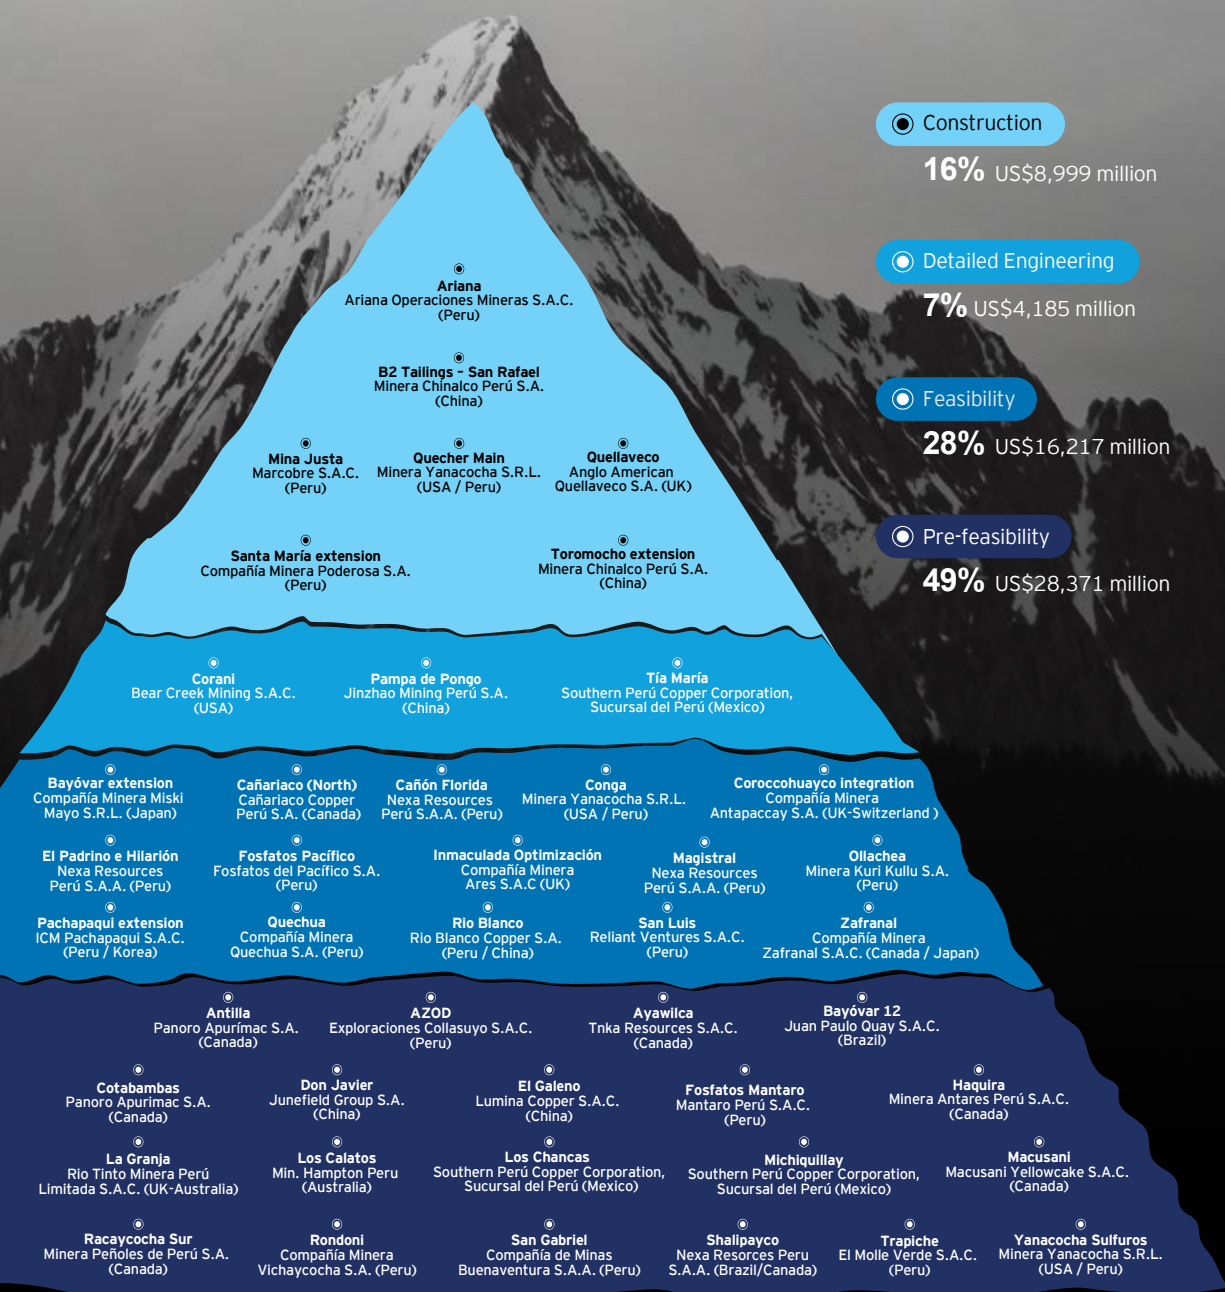 Construction
16% US$8,999 million
Detailed Engineering
7% US$4,185 million
Feasibility
28% US$16,217 million
Pre-feasibility
49% US$28,371 million
Ariana
Ariana Operaciones Mineras S.A.C.
(Peru)
B2 Tailings - San Rafael
Minera Chinalco Perú S.A.
(China)
Mina Justa
Marcobre S.A.C.
(Peru)
Quecher Main
Minera Yanacocha S.R.L.
(USA / Peru)
Quellaveco
Anglo American
Quellaveco S.A. (UK)
Santa María extension
Compañía Minera Poderosa S.A.
(Peru)
Toromocho extension
Minera Chinalco Perú S.A.
(China)
Corani
Bear Creek Mining S.A.C.
(USA)
Pampa de Pongo
Jinzhao Mining Perú S.A.
(China)
Tía María
Southern Perú Copper Corporation,
Sucursal del Perú (Mexico)
Bayóvar extension
Compañía Minera Miski
Mayo S.R.L. (Japan)
Cañariaco (North)
Cañariaco Copper
Perú S.A. (Canada)
Cañón Florida
Nexa Resources
Perú S.A.A. (Peru)
Conga
Minera Yanacocha S.R.L.
(USA / Peru)
Coroccohuayco integration
Compañía Minera
Antapaccay S.A. (UK-Switzerland )
El Padrino e Hilarión
Nexa Resources
Perú S.A.A. (Peru)
Fosfatos Pacífico
Fosfatos del Pacífico S.A.
(Peru)
Inmaculada Optimización
Compañía Minera
Ares S.A.C (UK)
Magistral
Nexa Resources
Perú S.A.A. (Peru)
Ollachea
Minera Kuri Kullu S.A.
(Peru)
Pachapaqui extension
ICM Pachapaqui S.A.C.
(Peru / Korea)
Quechua
Compañía Minera
Quechua S.A. (Peru)
Rio Blanco
Rio Blanco Copper S.A.
(Peru / China)
San Luis
Reliant Ventures S.A.C.
(Peru)
Zafranal
Compañía Minera
Zafranal S.A.C. (Canada / Japan)
Antilla
Panoro Apurímac S.A.
(Canada)
AZOD
Exploraciones Collasuyo S.A.C.
(Peru)
Ayawilca
Tnka Resources S.A.C.
(Canada)
Bayóvar 12
Juan Paulo Quay S.A.C.
(Brazil)
Cotabambas
Panoro Apurimac S.A.
(Canada)
Don Javier
Junefield Group S.A.
(China)
El Galeno
Lumina Copper S.A.C.
(China)
Fosfatos Mantaro
Mantaro Perú S.A.C.
(Peru)
Haquira
Minera Antares Perú S.A.C.
(Canada)
La Granja
Rio Tinto Minera Perú
Limitada S.A.C. (UK-Australia)
Los Calatos
Min. Hampton Peru
(Australia)
Los Chancas
Southern Perú Copper Corporation,
Sucursal del Perú (Mexico)
Michiquillay
Southern Perú Copper Corporation,
Sucursal del Perú (Mexico)
Macusani
Macusani Yellowcake S.A.C.
(Canada)
Racaycocha Sur
Minera Peñoles de Perú S.A.
(Canada)
Rondoni
Compañía Minera
Vichaycocha S.A. (Peru)
San Gabriel
Compañía de Minas
Buenaventura S.A.A. (Peru)
Shalipayco
Nexa Resorces Peru
S.A.A. (Brazil/Canada)
Trapiche
El Molle Verde S.A.C.
(Peru)
Yanacocha Sulfuros
Minera Yanacocha S.R.L.
(USA / Peru)